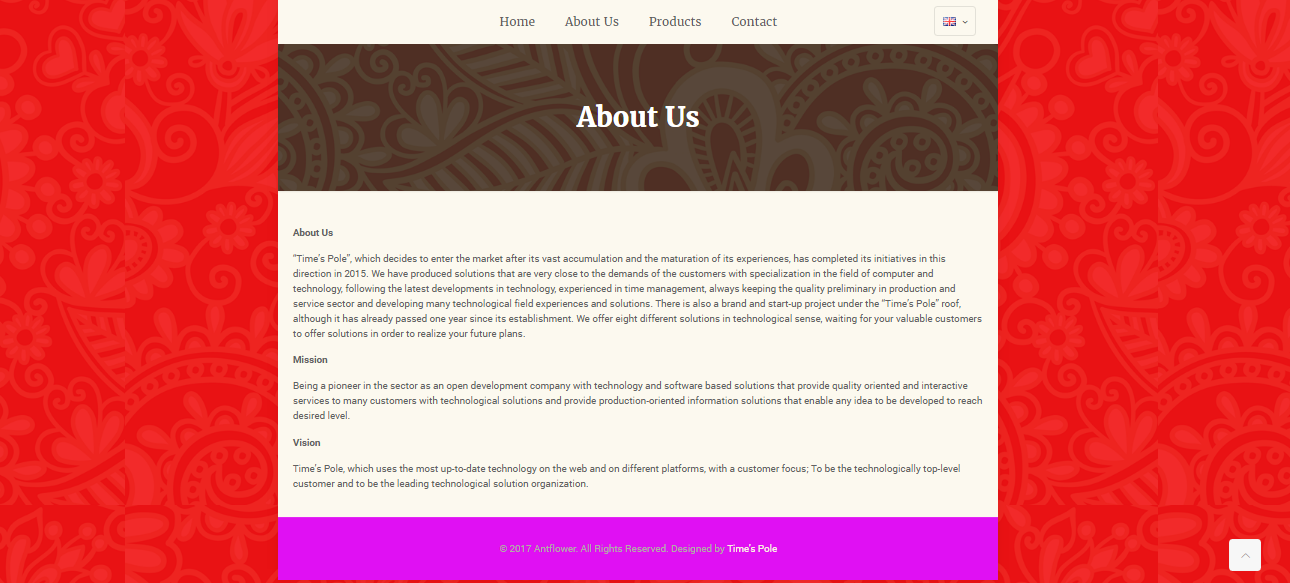 Home About Us Products Contact
About Us
About Us
“Time’s Pole”, which decides to enter the market after its vast accumulation and the maturation of its experiences, has completed its initiatives in this
direction in 2015. We have produced solutions that are very close to the demands of the customers with specialization in the field of computer and
technology, following the latest developments in technology, experienced in time management, always keeping the quality preliminary in production and
service sector and developing many technological field experiences and solutions. There is also a brand and start-up project under the “Time’s Pole” roof,
although it has already passed one year since its establishment. We offer eight different solutions in technological sense, waiting for your valuable customers
to offer solutions in order to realize your future plans.
Mission
Being a pioneer in the sector as an open development company with technology and software based solutions that provide quality oriented and interactive
services to many customers with technological solutions and provide production-oriented information solutions that enable any idea to be developed to reach
desired level.
Vision
Time’s Pole, which uses the most up-to-date technology on the web and on different platforms, with a customer focus; To be the technologically top-level
customer and to be the leading technological solution organization.
© 2017 Antflower. All Rights Reserved. Designed by Time’s Pole